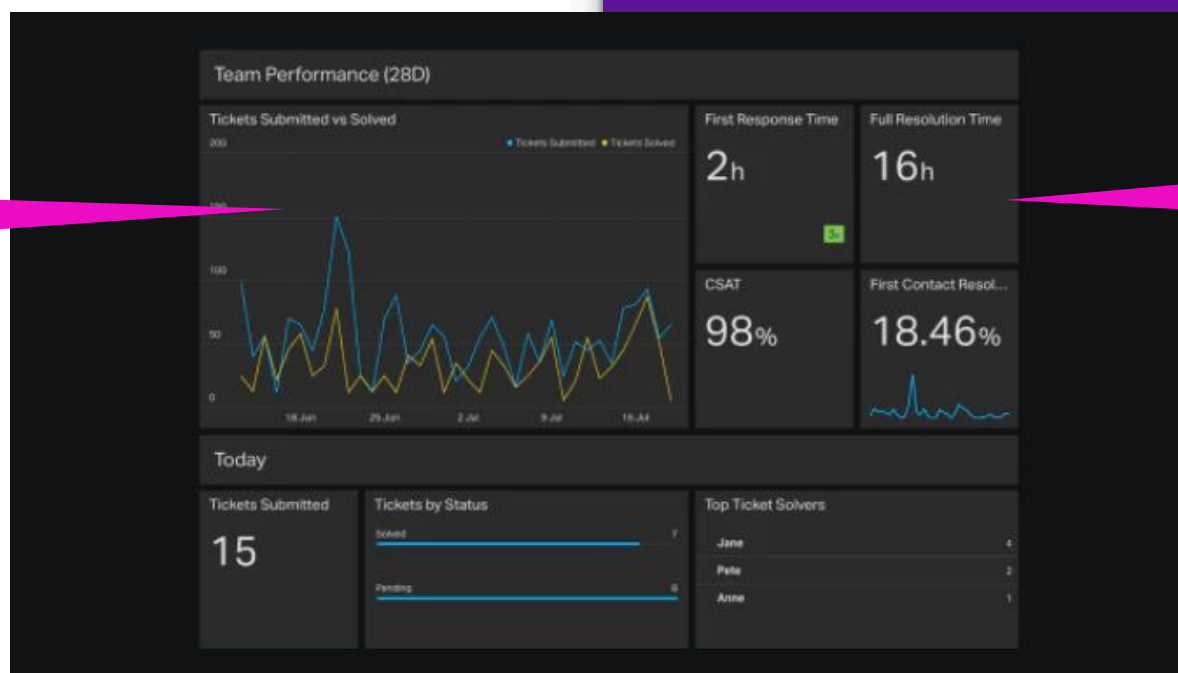 Team Performance (28D)
Tickets Submitted vs Solved
Tickets Submitted Tickets Solved
200
150
100
50
0
18 Jun 25 Jun 2 Jul 9 Jul 16 Jul
First Response Time
2h
Full Resolution Time
16h
CSAT
98%
First Contact Resol...
18.46%
Today
Tickets Submitted
15
Tickets by Status
Solved 7
Pending 8
Top Ticket Solvers
Jane 4
Pete 2
Anne 1